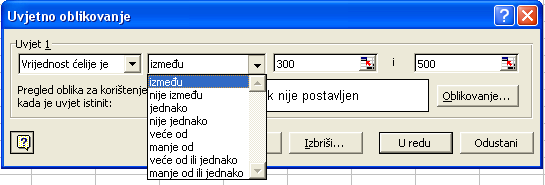 Uvjetno oblikovanje
Uvjet 1
Vrijednost ćelije je između 300 i 500
između
nije između
jednako
nije jednako
veće od
manje od
veće od ili jednako
manje od ili jednako
Pregled oblika za korištenje
kada je uvjet istinit:
k nije postavljen
Oblikovanje...
Izbriši...
U redu
Odustani